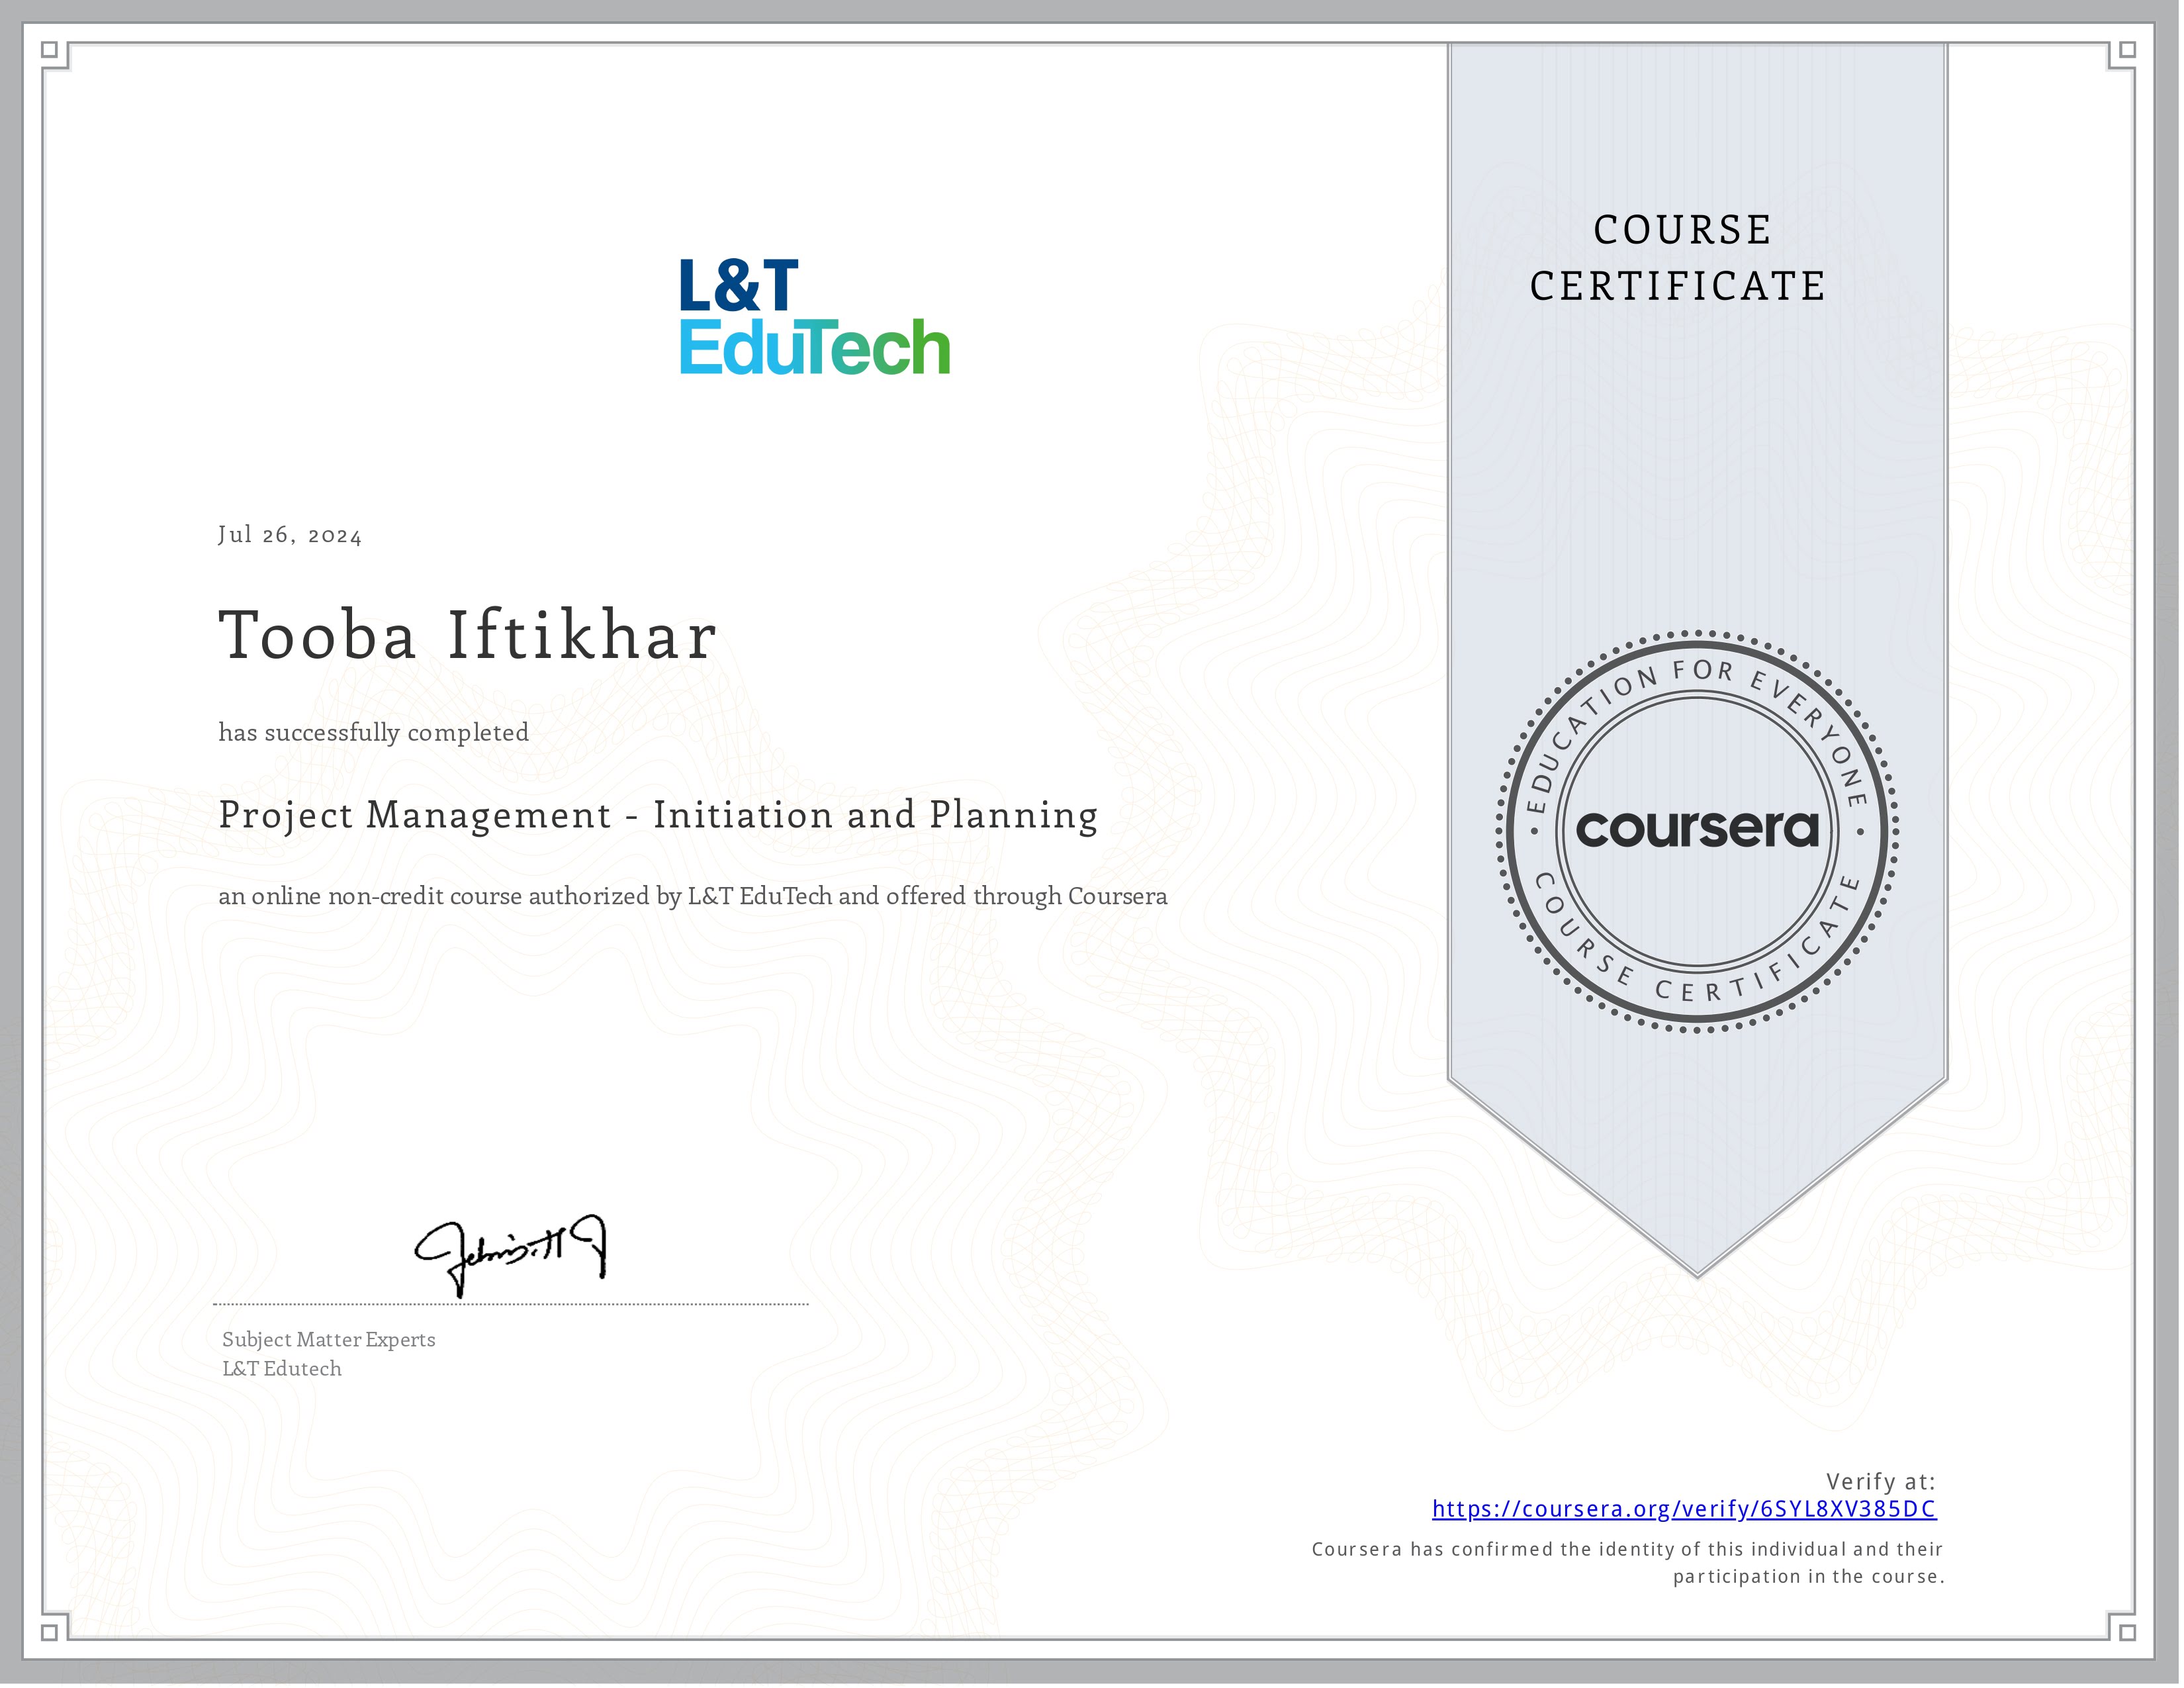 L&T
EduTech
COURSE
CERTIFICATE
Jul 26, 2024
Tooba Iftikhar
has successfully completed
Project Management - Initiation and Planning
an online non-credit course authorized by L&T EduTech and offered through Coursera
EDUCATION FOR EVERYONE
coursera
COURSE CERTIFICATE
Subject Matter Experts
L&T Edutech
Verify at:
https://coursera.org/verify/6SYL8XV385DC
Coursera has confirmed the identity of this individual and their
participation in the course.